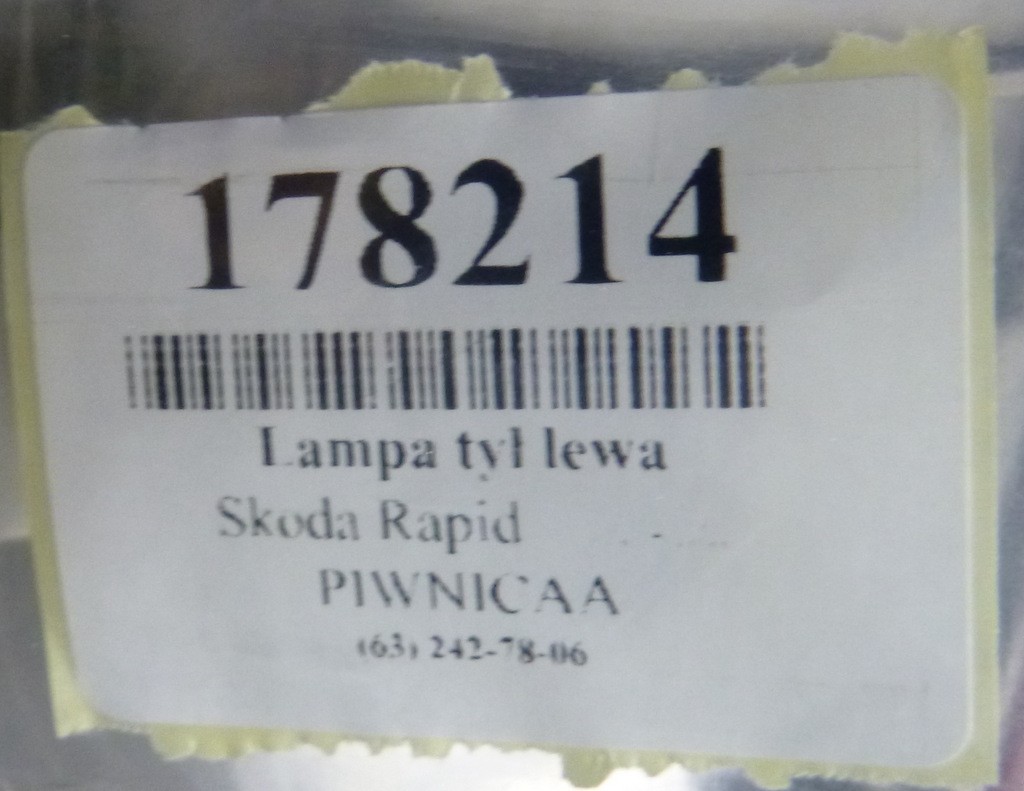 178214
Lampa tył lewa
Skoda Rapid
PIWNICAA
(63) 242-78-06